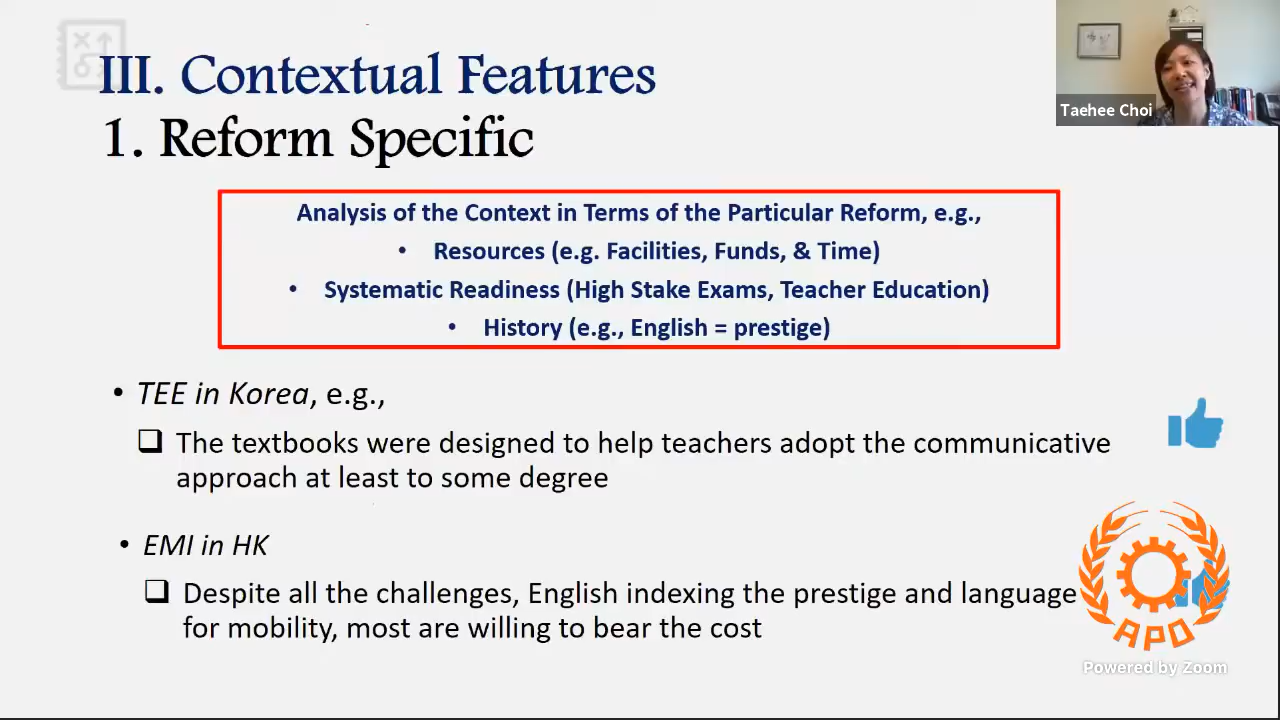 III. Contextual Features
1. Reform Specific
Taehee Choi
Analysis of the Context in Terms of the Particular Reform, e.g.,
• Resources (e.g. Facilities, Funds, & Time)
• Systematic Readiness (High Stake Exams, Teacher Education)
• History (e.g., English = prestige)
• TEE in Korea, e.g.,
❑ The textbooks were designed to help teachers adopt the communicative
approach at least to some degree
• EMI in HK
❑ Despite all the challenges, English indexing the prestige and language
for mobility, most are willing to bear the cost
APO
Powered by Zoom